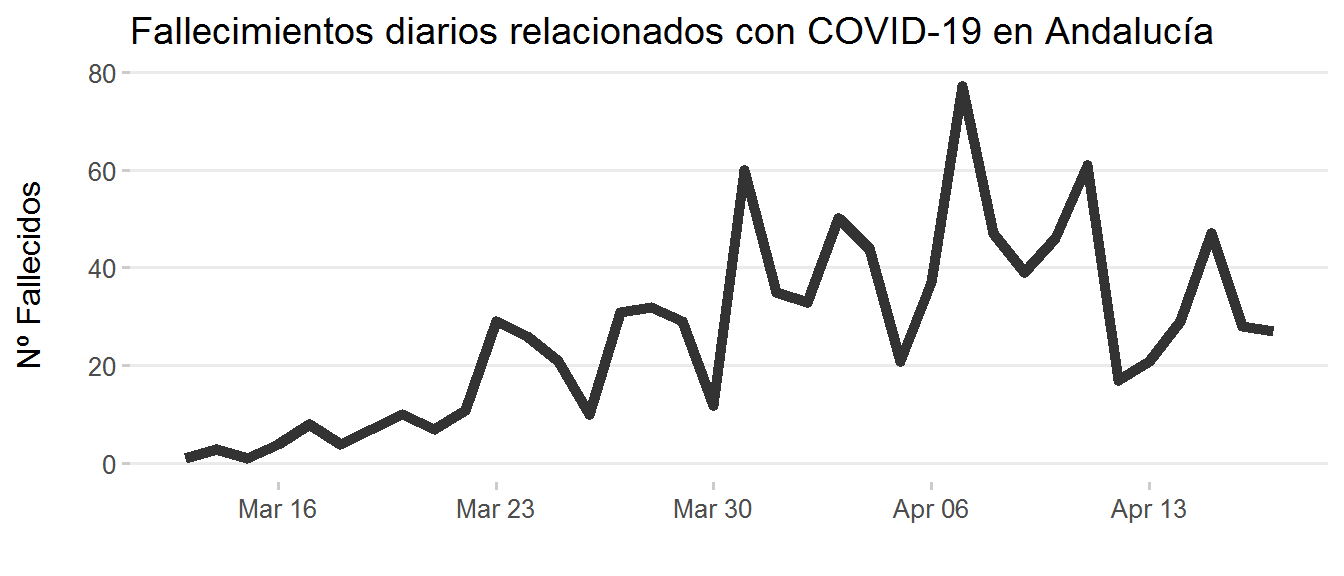 Fallecimientos diarios relacionados con COVID-19 en Andalucía
Nº Fallecidos
80
60
40
20
0
Mar 16 Mar 23 Mar 30 Apr 06 Apr 13